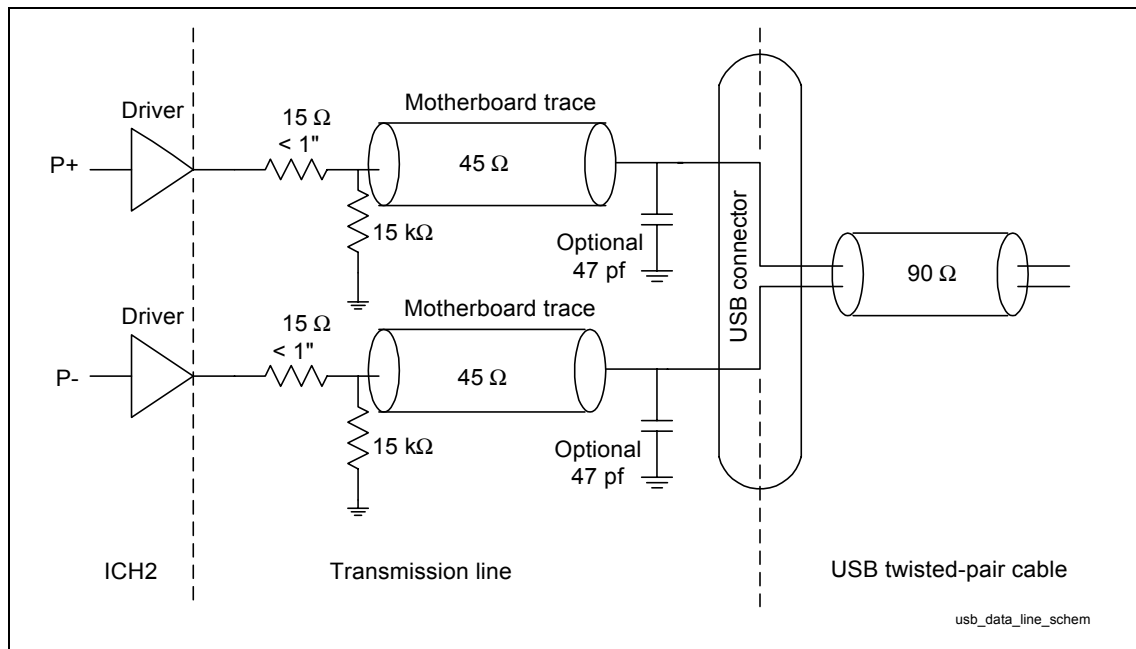 Driver
15 Ω
< 1"
Motherboard trace
P+
45 Ω
15 kΩ
Optional
47 pf
USB connector
90 Ω
Driver
15 Ω
< 1"
Motherboard trace
P-
45 Ω
15 kΩ
Optional
47 pf
ICH2
Transmission line
USB twisted-pair cable
usb_data_line_schem